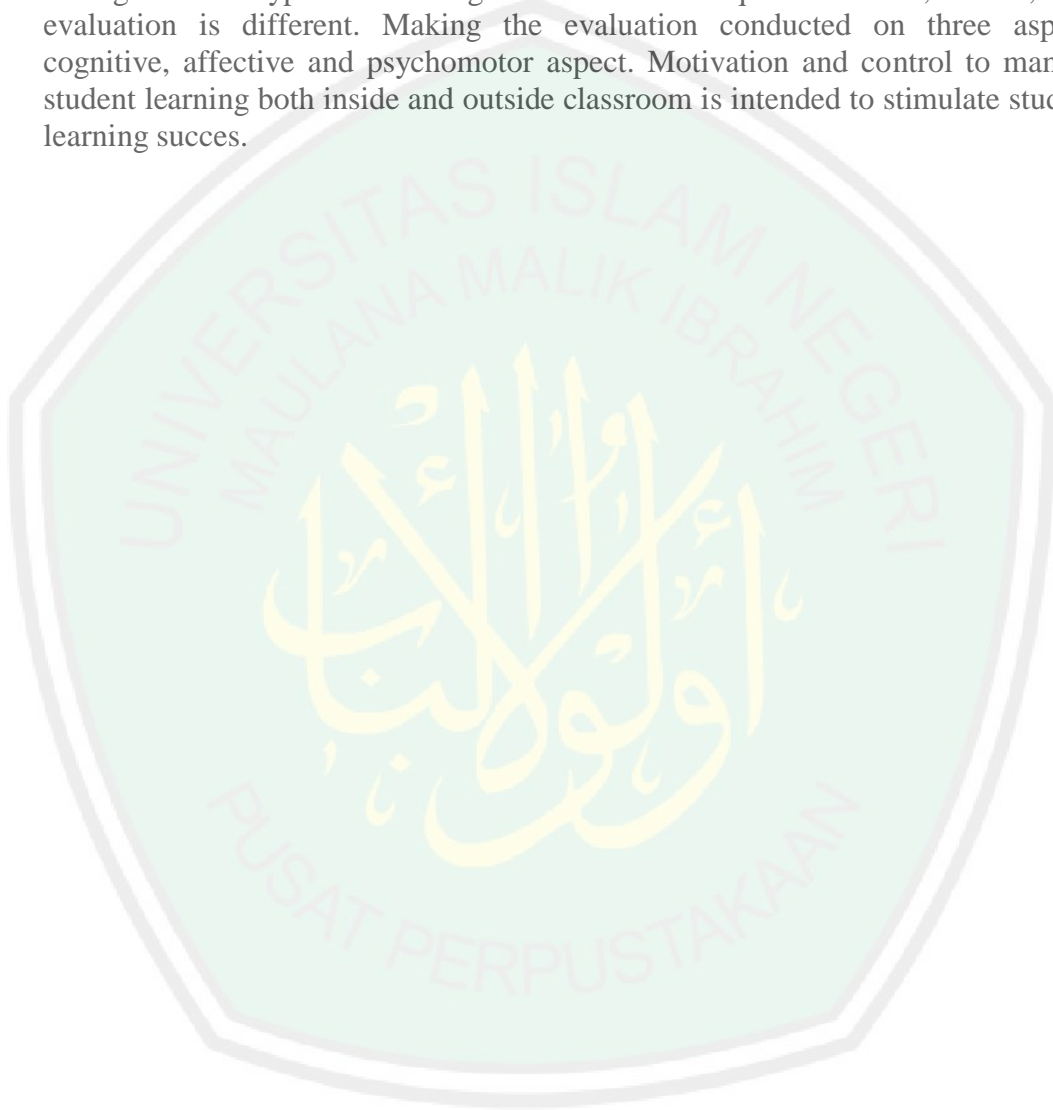 evaluation is different. Making the evaluation conducted on three asp
cognitive, affective and psychomotor aspect. Motivation and control to man
student learning both inside and outside classroom is intended to stimulate stud
learning succes.
UNIVERSITAS ISLAM NEGERI
MAULANA MALIK IBRAHIM
PUSAT PERPUSTAKAAN